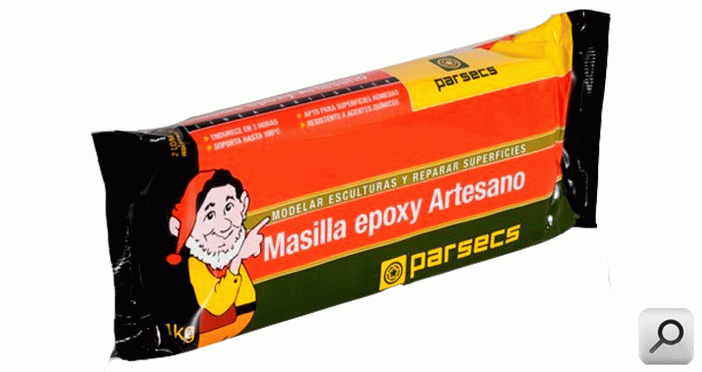 parsecs
ENDURECE EN 3 HORAS
SOPORTA HASTA 100ºC
APTO PARA SUPERFICIES HÚMEDAS
RESISTENTE A AGENTES QUÍMICOS
MODELAR ESCULTURAS Y REPARAR SUPERFICIES
Masilla epoxy Artesano
parsecs
1kg